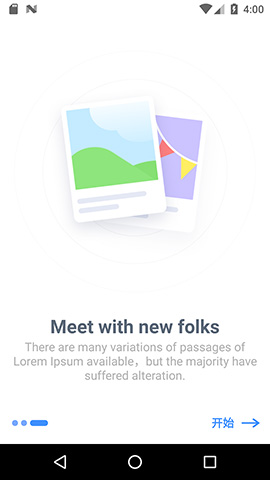 4:00
Meet with new folks
There are many variations of passages of
Lorem Ipsum available，but the majority have
suffered alteration.
开始